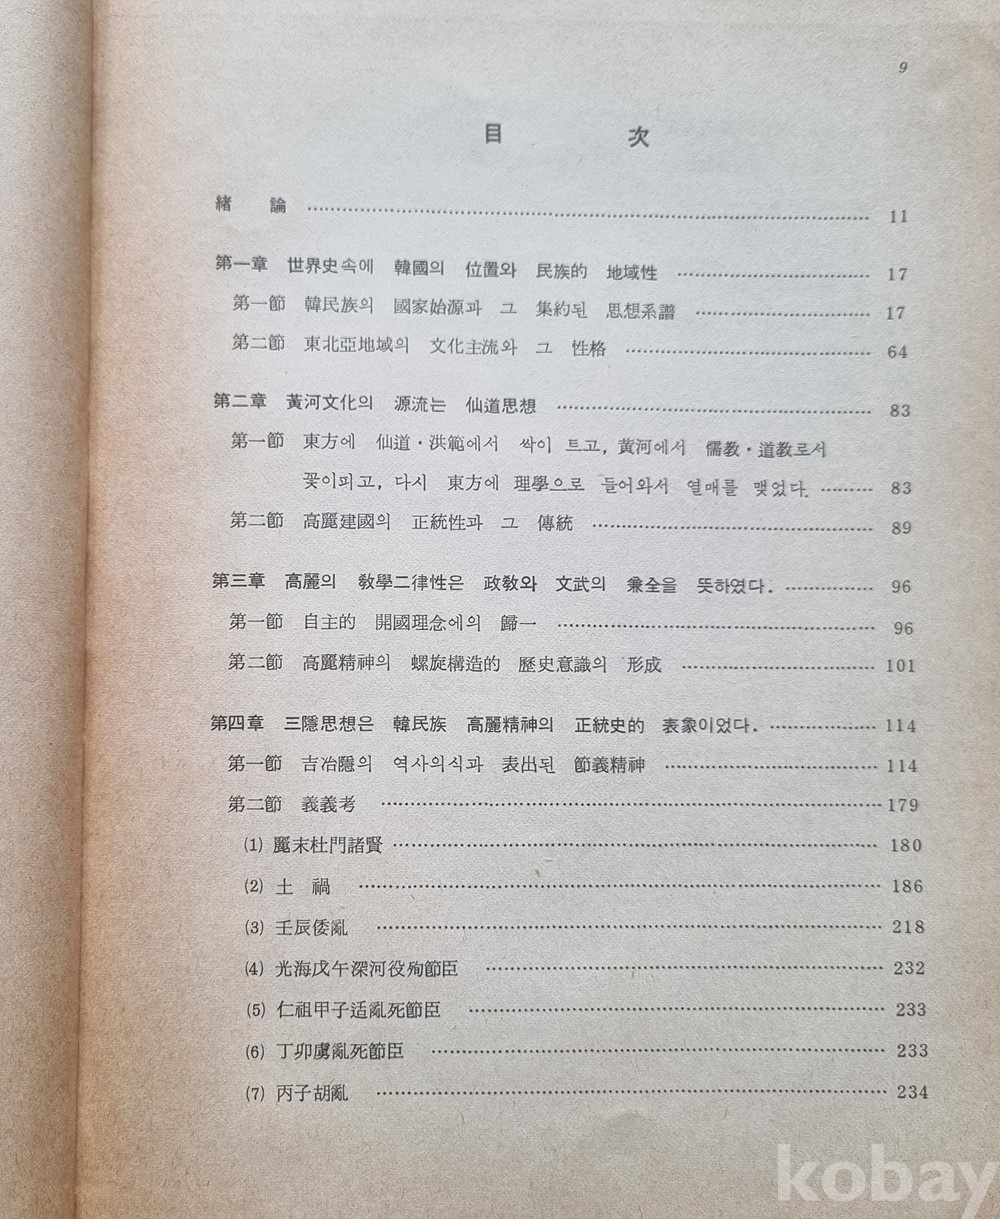 9
目 次
緖 論 ………… 11
第一章 世界史속에 韓國의 位置와 民族的 地域性 ………… 17
第一節 韓民族의 國家始源과 그 集約된 思想系譜 ………… 17
第二節 東北亞地域의 文化主流와 그 性格 ………… 64
第二章 黃河文化의 源流는 仙道思想 ………… 83
第一節 東方에 仙道·洪範에서 싹이 트고, 黃河에서 儒教·道教로서
꽃이피고, 다시 東方에 理學으로 들어와서 열매를 맺었다. ………… 83
第二節 高麗建國의 正統性과 그 傳統 ………… 89
第三章 高麗의 敎學二律性은 政敎와 文武의 兼全을 뜻하였다. ………… 96
第一節 自主的 開國理念에의 歸一 ………… 96
第二節 高麗精神의 螺旋構造的 歷史意識의 形成 ………… 101
第四章 三隱思想은 韓民族 高麗精神의 正統史的 表象이었다. ………… 114
第一節 吉冶隱의 역사의식과 表出된 節義精神 ………… 114
第二節 義義考 ………… 179
(1) 麗末杜門諸賢 ………… 180
(2) 土 禍 ………… 186
(3) 壬辰倭亂 ………… 218
(4) 光海戊午深河役殉節臣 ………… 232
(5) 仁祖甲子适亂死節臣 ………… 233
(6) 丁卯虜亂死節臣 ………… 233
(7) 丙子胡亂 ………… 234
kobay